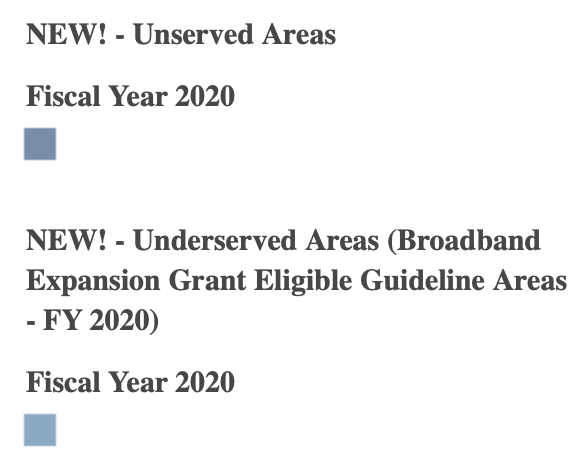 NEW! - Unserved Areas
Fiscal Year 2020
NEW! - Underserved Areas (Broadband
Expansion Grant Eligible Guideline Areas
- FY 2020)
Fiscal Year 2020